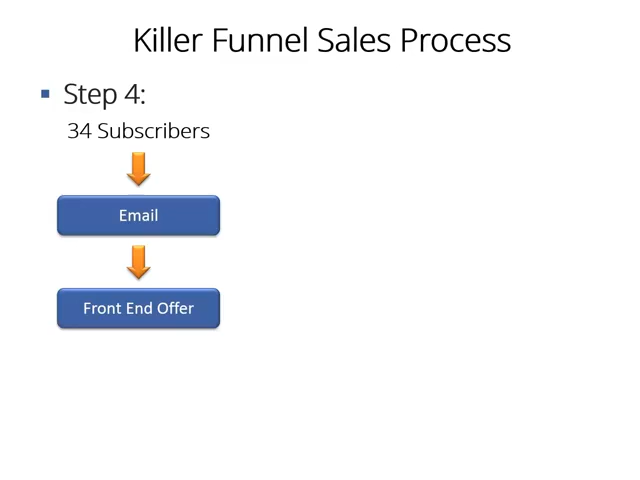 Killer Funnel Sales Process
Step 4:
34 Subscribers
Email
Front End Offer